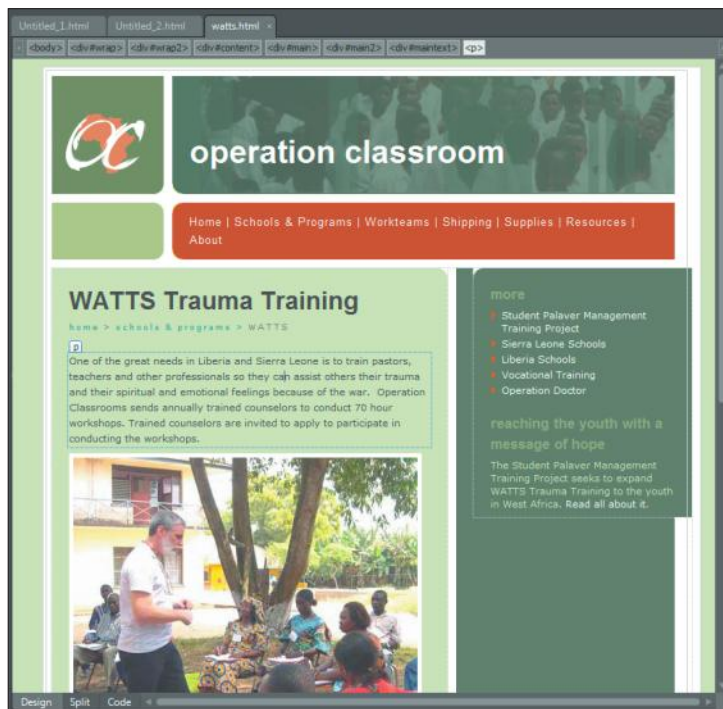 Untitled_1.html Untitled_2.html watts.html ×
<body> <div#wrap> <div#wrap2> <div#content> <div#main> <div#main2> <div#maintext> <p>
oc
operation classroom
Home | Schools & Programs | Workteams | Shipping | Supplies | Resources |
About
WATTS Trauma Training
home > schools & programs > WATTS
p
One of the great needs in Liberia and Sierra Leone is to train pastors,
teachers and other professionals so they can assist others their trauma
and their spiritual and emotional feelings because of the war. Operation
Classrooms sends annually trained counselors to conduct 70 hour
workshops. Trained counselors are invited to apply to participate in
conducting the workshops.
more
Student Palaver Management
Training Project
Sierra Leone Schools
Liberia Schools
Vocational Training
Operation Doctor
reaching the youth with a
message of hope
The Student Palaver Management
Training Project seeks to expand
WATTS Trauma Training to the youth
in West Africa. Read all about it.
Design Split Code